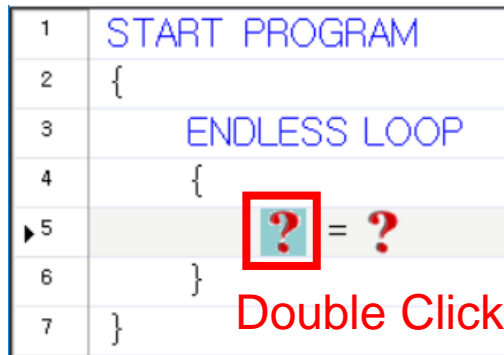 1 START PROGRAM
2 {
3 ENDLESS LOOP
4 {
5 ? = ?
6 }
7 }
Double Click